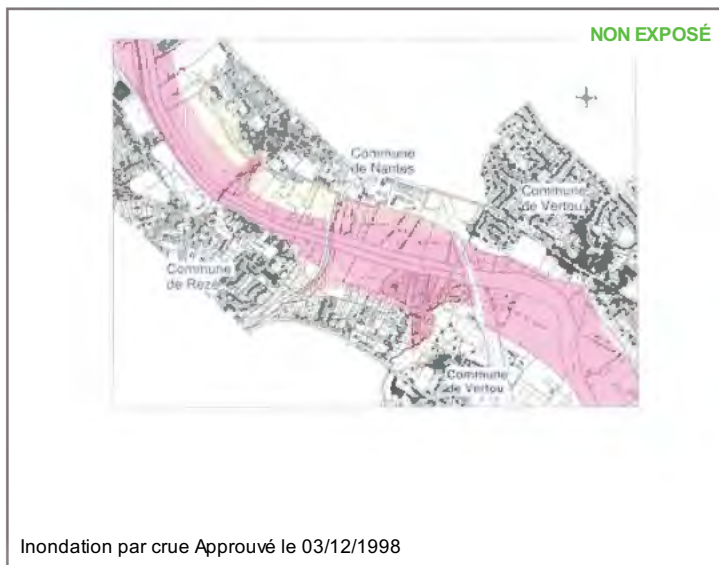 NON EXPOSÉ
Commune
de Nantes
Commune
de Vertou
Commune
de Rezé
Commune
de Vertou
Inondation par crue Approuvé le 03/12/1998